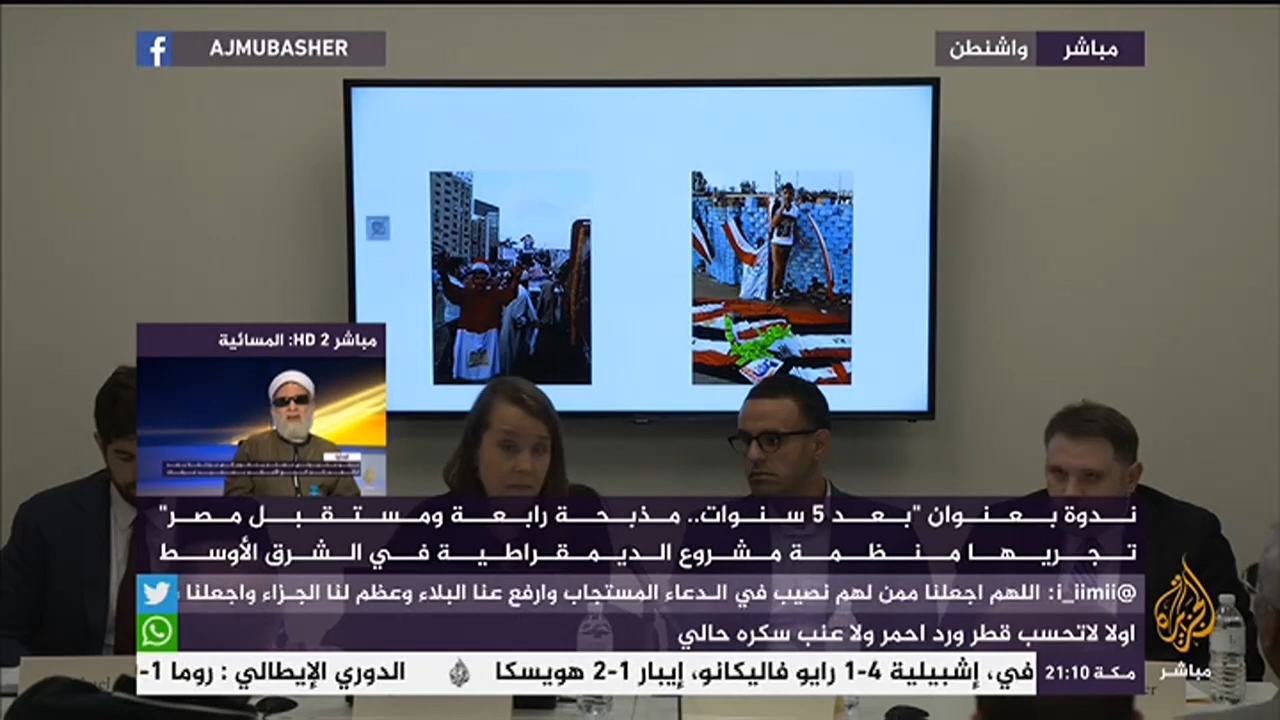 AJMUBASHER
مباشر واشنطن
مباشر HD 2: المسائية
ندوة بعنوان "بعد 5 سنوات.. مذبحة رابعة ومستقبل مصر"
تجريها منظمة مشروع الديمقراطية في الشرق الأوسط
@i_iimii: اللهم اجعلنا ممن لهم نصيب في الدعاء المستجاب وارفع عنا البلاء وعظم لنا الجزاء واجعلنا
اولا لاتحسب قطر ورد احمر ولا عنب سكره حالي
مكة 21:10 في، إشبيلية 4-1 رايو فاليكانو، إيبار 1-2 هويسكا الدوري الإيطالي : روما 1-
مباشر